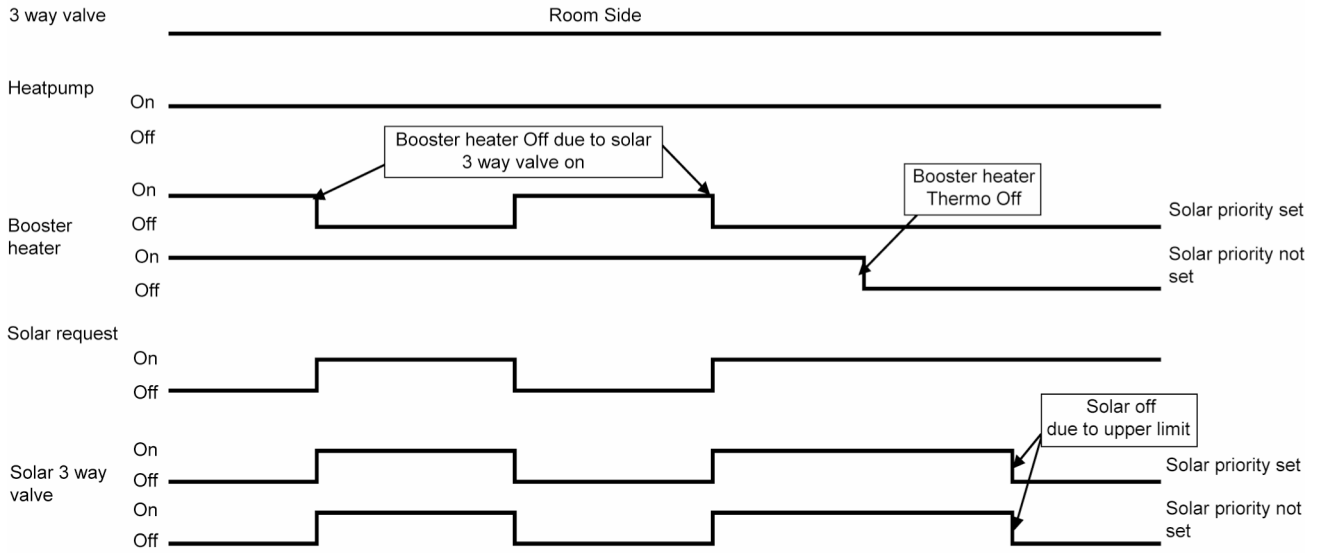 3 way valve
Room Side
Heatpump
On
Off
Booster heater Off due to solar
3 way valve on
Booster heater
Thermo Off
Booster
heater
On
Off
Solar priority set
On
Off
Solar priority not
set
Solar request
On
Off
Solar off
due to upper limit
Solar 3 way
valve
On
Off
Solar priority set
On
Off
Solar priority not
set